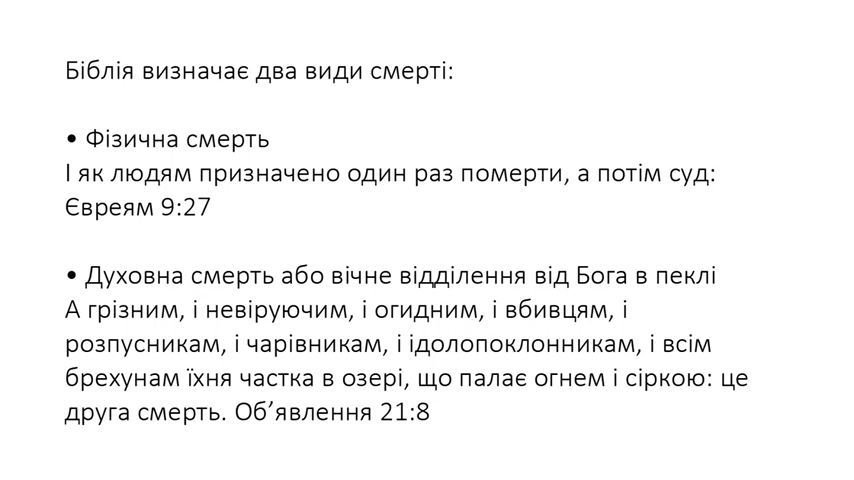 Біблія визначає два види смерті:
• Фізична смерть
І як людям призначено один раз померти, а потім суд:
Євреям 9:27
• Духовна смерть або вічне відділення від Бога в пеклі
А грізним, і невіруючим, і огидним, і вбивцям, і
розпусникам, і чарівникам, і ідолопоклонникам, і всім
брехунам їхня частка в озері, що палає огнем і сіркою: це
друга смерть. Об’явлення 21:8